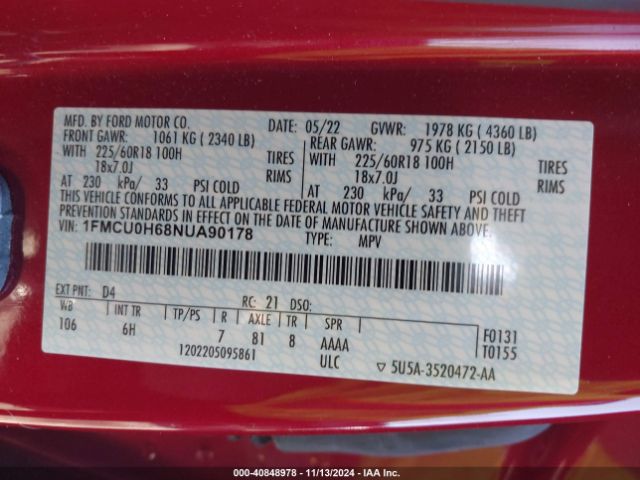 MFD. BY FORD MOTOR CO. DATE: 05/22 GVWR: 1978 KG ( 4360 LB)
FRONT GAWR: 1061 KG ( 2340 LB) REAR GAWR: 975 KG ( 2150 LB)
WITH 225/60R18 100H TIRES WITH 225/60R18 100H TIRES
18x7.0J RIMS 18x7.0J RIMS
AT 230 kPa/ 33 PSI COLD AT 230 kPa/ 33 PSI COLD
THIS VEHICLE CONFORMS TO ALL APPLICABLE FEDERAL MOTOR VEHICLE SAFETY AND THEFT
PREVENTION STANDARDS IN EFFECT ON THE DATE OF MANUFACTURE SHOWN ABOVE.
VIN: 1FMCU0H68NUA90178
TYPE: MPV
EXT PNT: D4 RC: 21 DSO:
WB INT TR TP/PS R AXLE TR SPR
106 6H 7 81 8 AAAA F0131
1202205095861 ULC T0155
▽ 5U5A-3520472-AA
000-40848978 - 11/13/2024 - IAAI.com